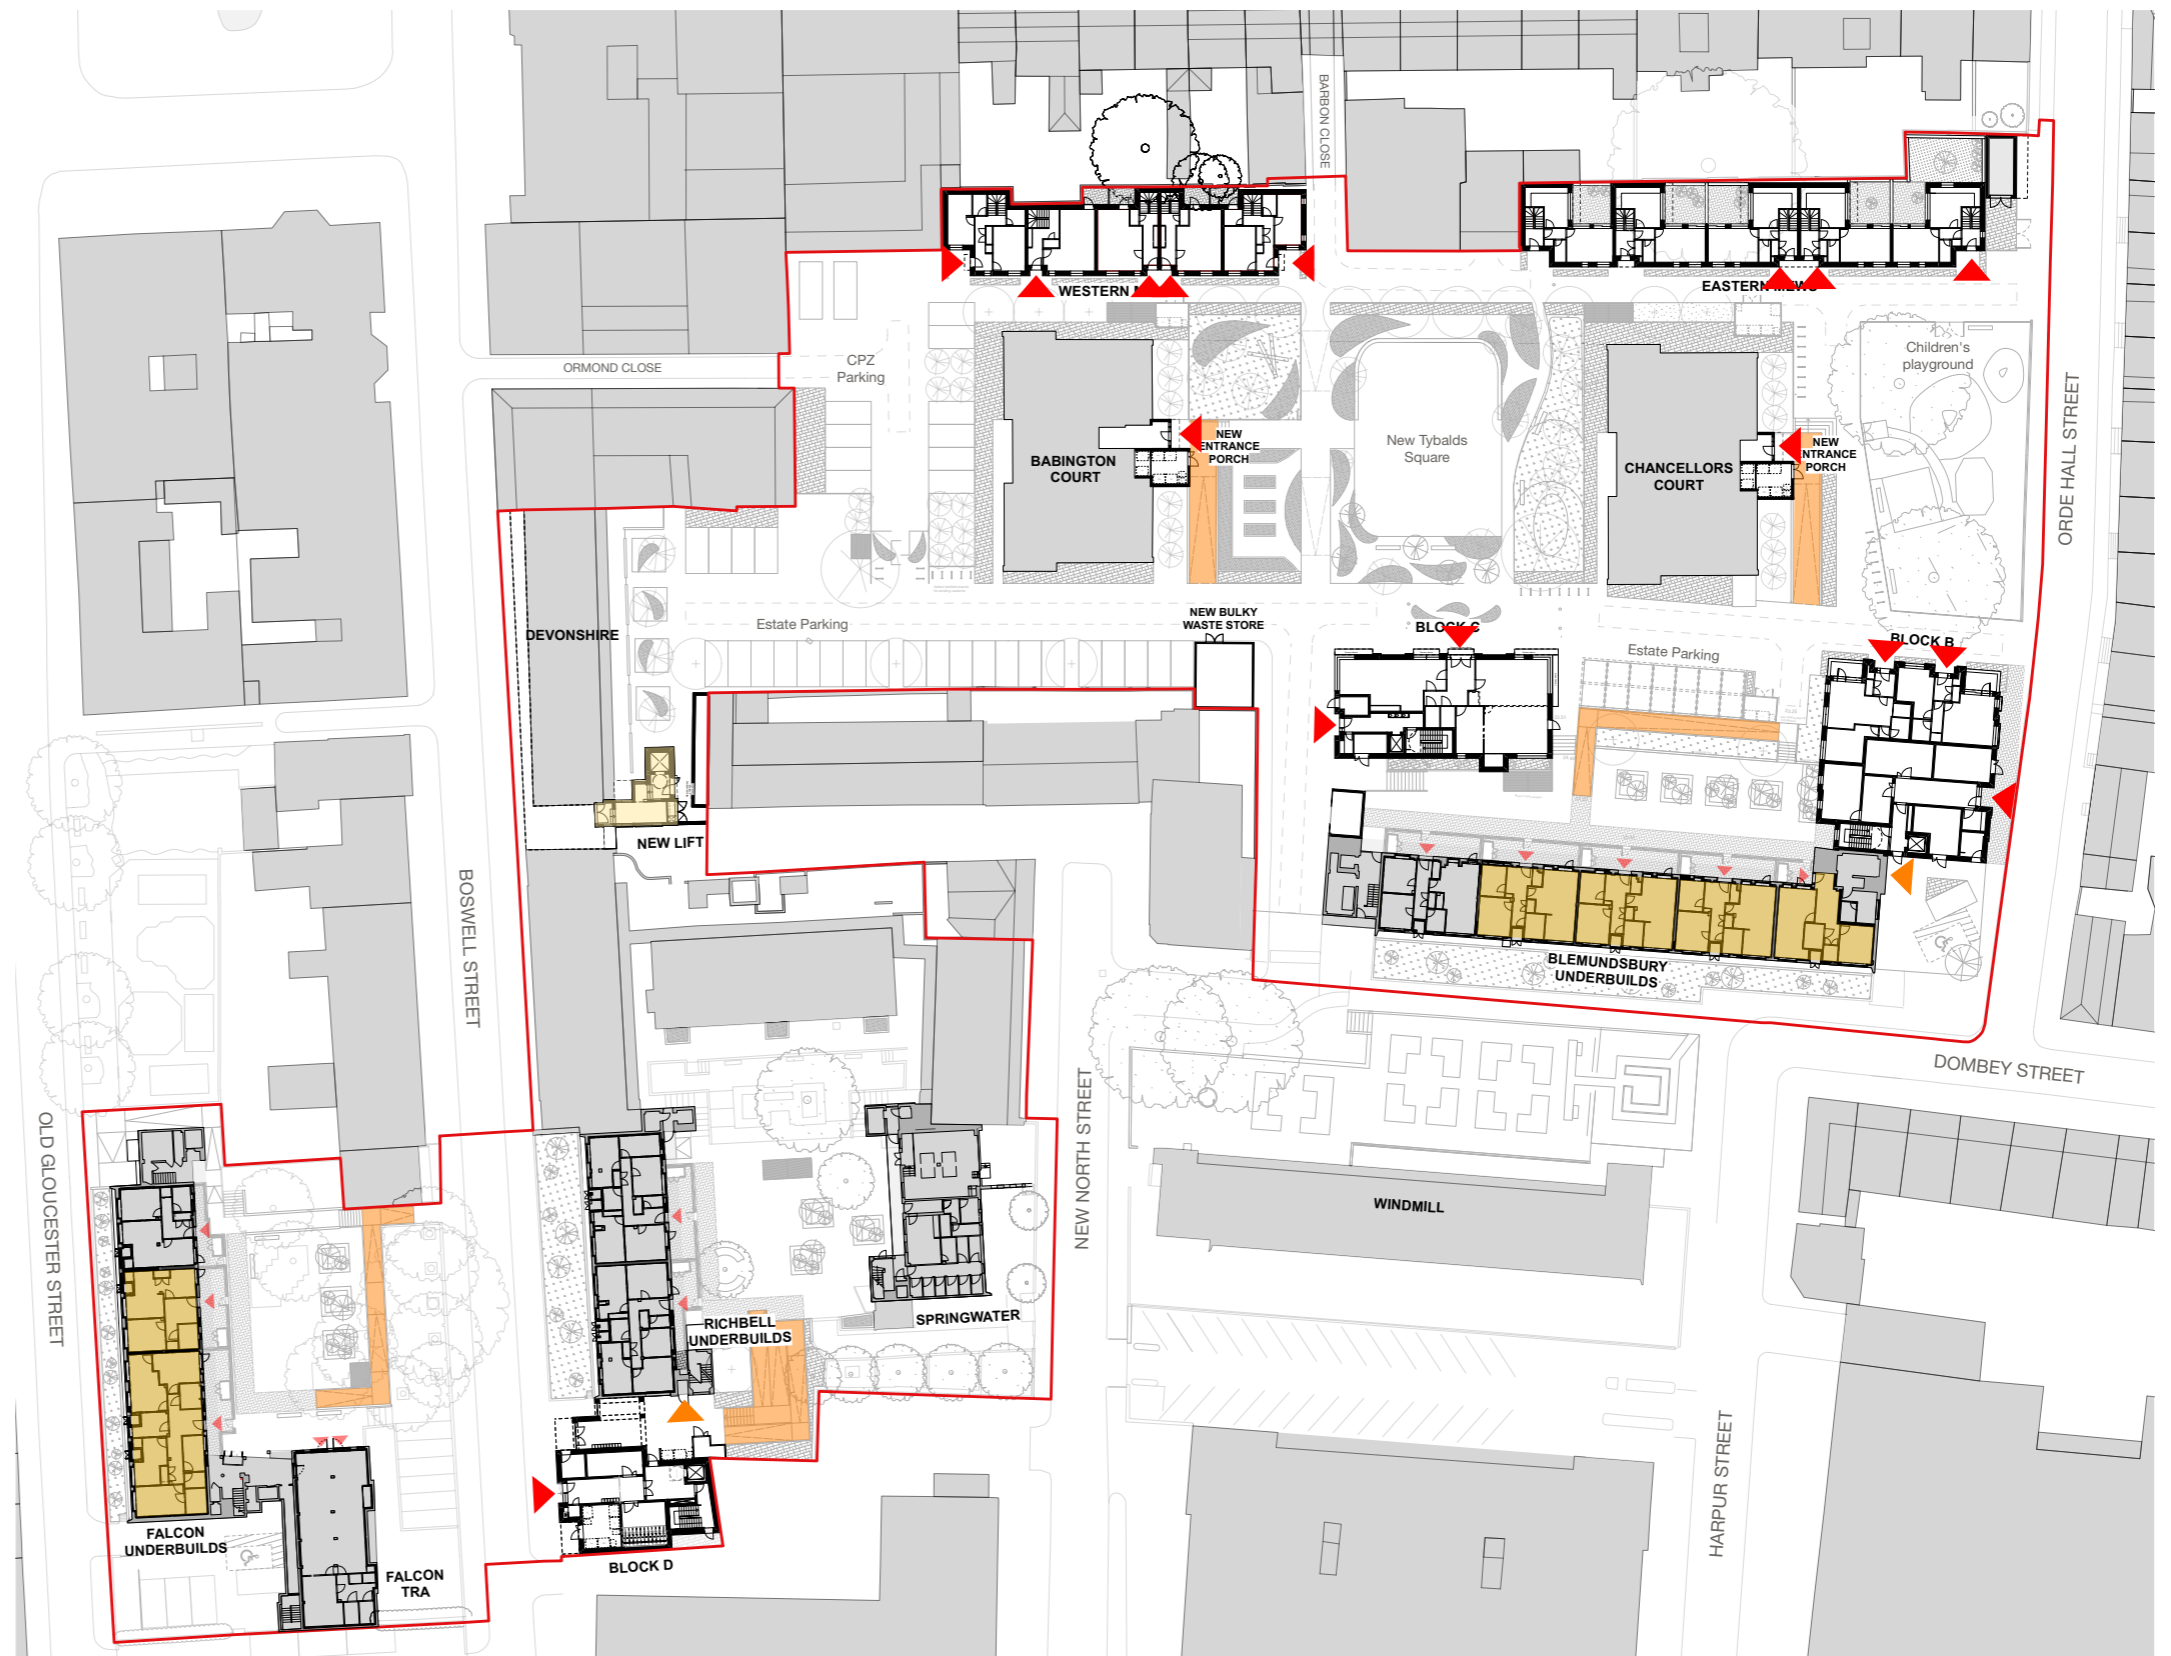 BARBON CLOSE
WESTERN
EASTERN MEWS
ORMOND CLOSE
CPZ
Parking
Children's
playground
NEW
ENTRANCE
PORCH
BABINGTON
COURT
New Tybalds
Square
CHANCELLORS
COURT
NEW
ENTRANCE
PORCH
ORDE HALL STREET
DEVONSHIRE
Estate Parking
NEW BULKY
WASTE STORE
BLOCK C
Estate Parking
BLOCK B
NEW LIFT
BOSWELL STREET
BLEMUNDSBURY
UNDERBUILDS
DOMBEY STREET
OLD GLOUCESTER STREET
NEW NORTH STREET
WINDMILL
RICHBELL
UNDERBUILDS
SPRINGWATER
HARPUR STREET
FALCON
UNDERBUILDS
BLOCK D
FALCON
TRA